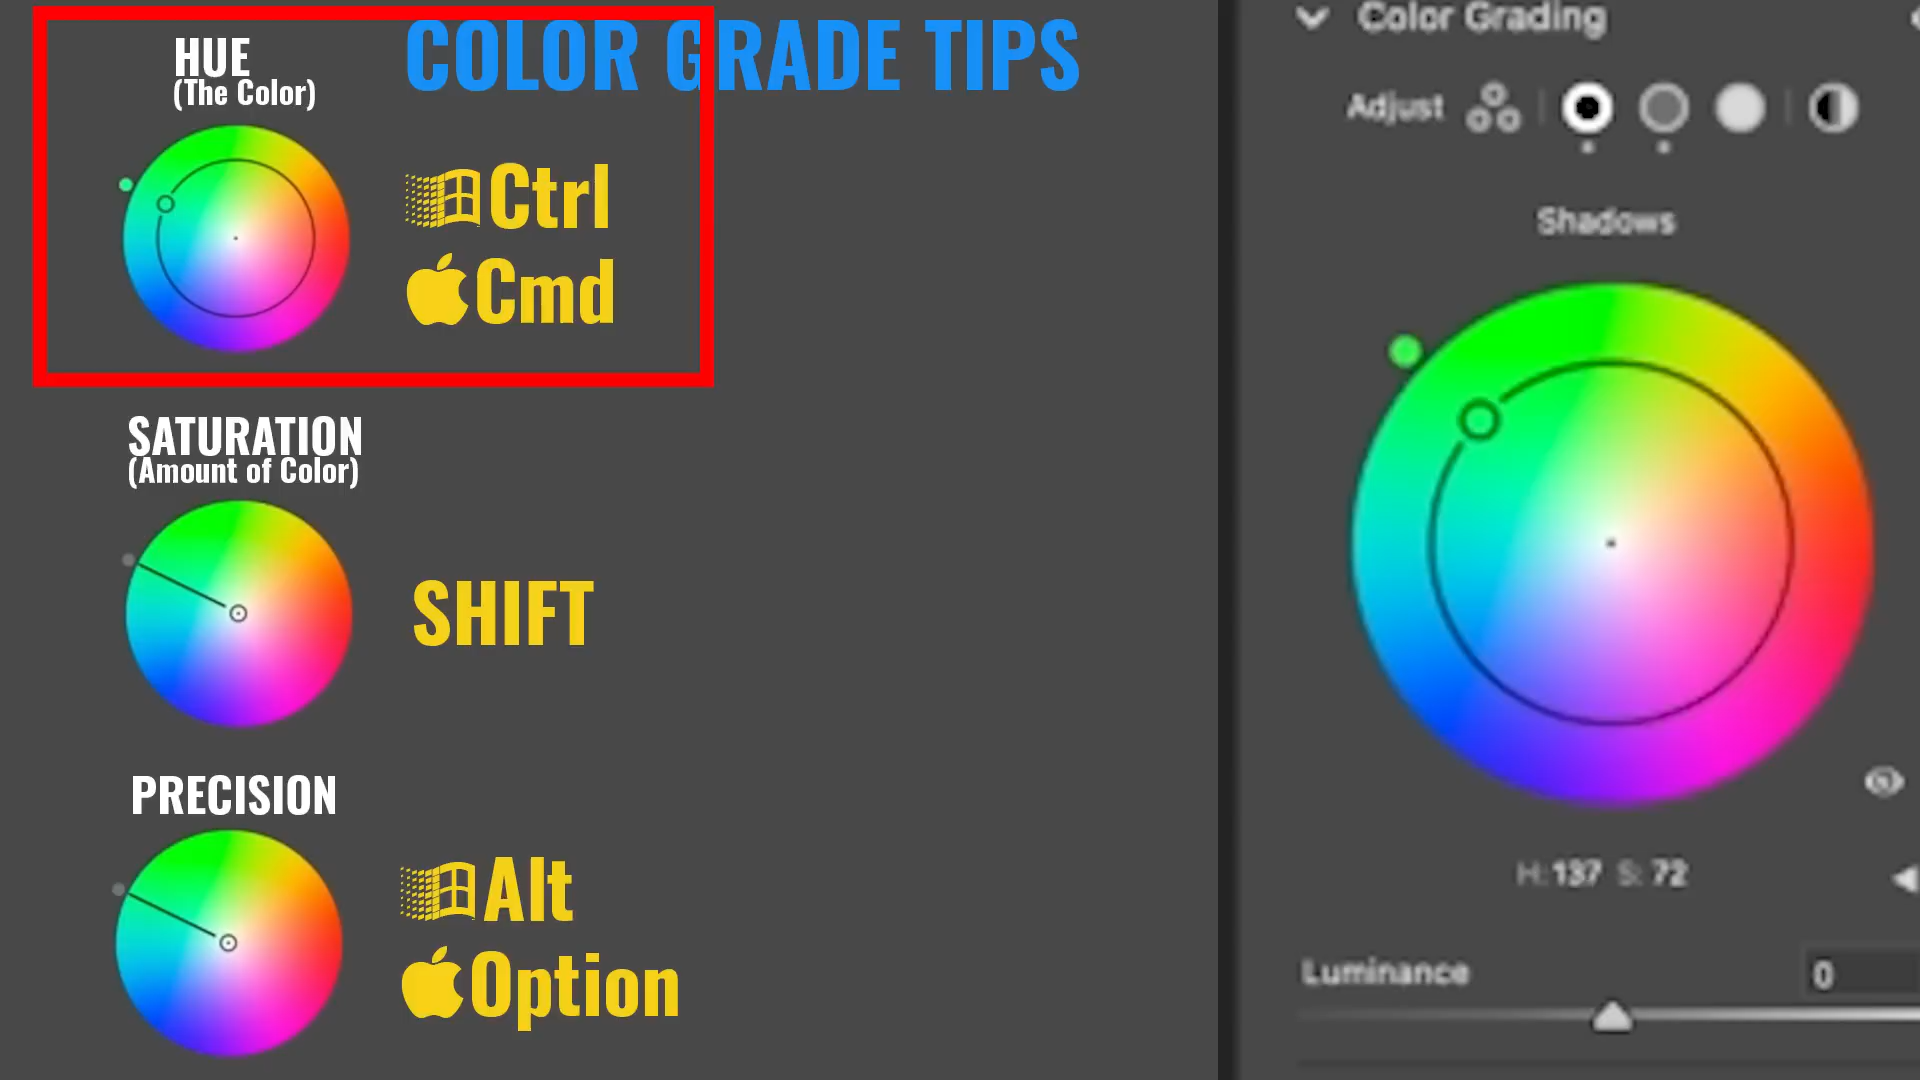 COLOR GRADE TIPS
HUE
(The Color)
Ctrl
Cmd
SATURATION
(Amount of Color)
SHIFT
PRECISION
Alt
Option
Color Grading
Adjust
Shadows
H: 137 S: 72
Luminance 0